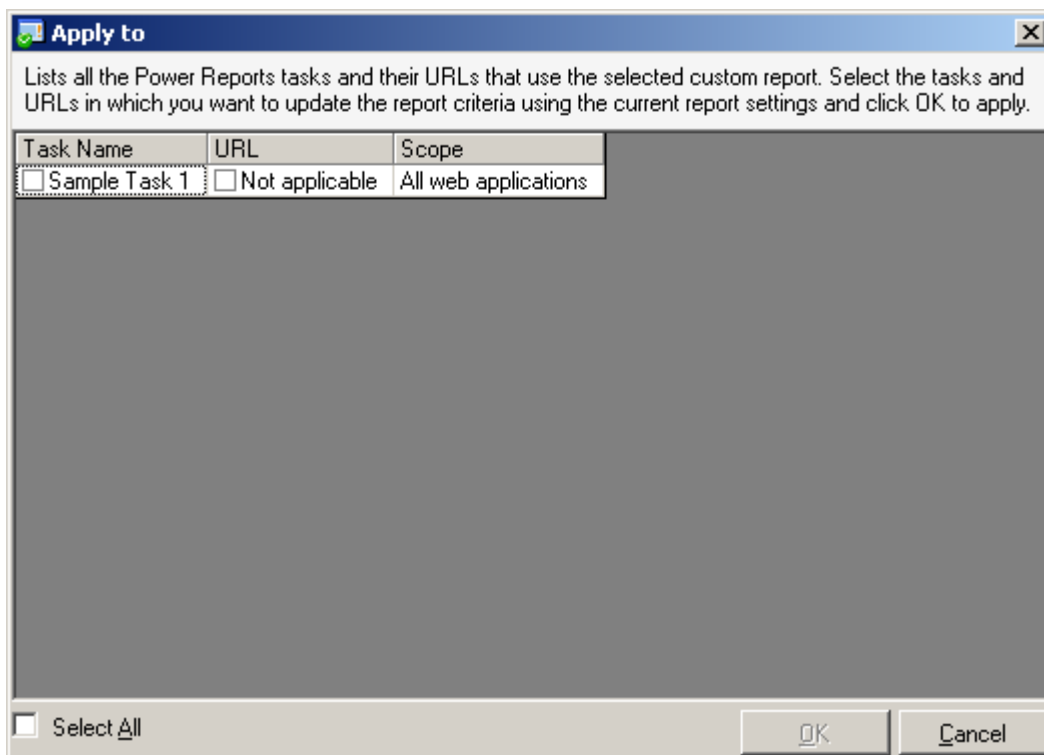 Apply to
Lists all the Power Reports tasks and their URLs that use the selected custom report. Select the tasks and
URLs in which you want to update the report criteria using the current report settings and click OK to apply.
Task Name URL Scope
Sample Task 1 Not applicable All web applications
Select All OK Cancel